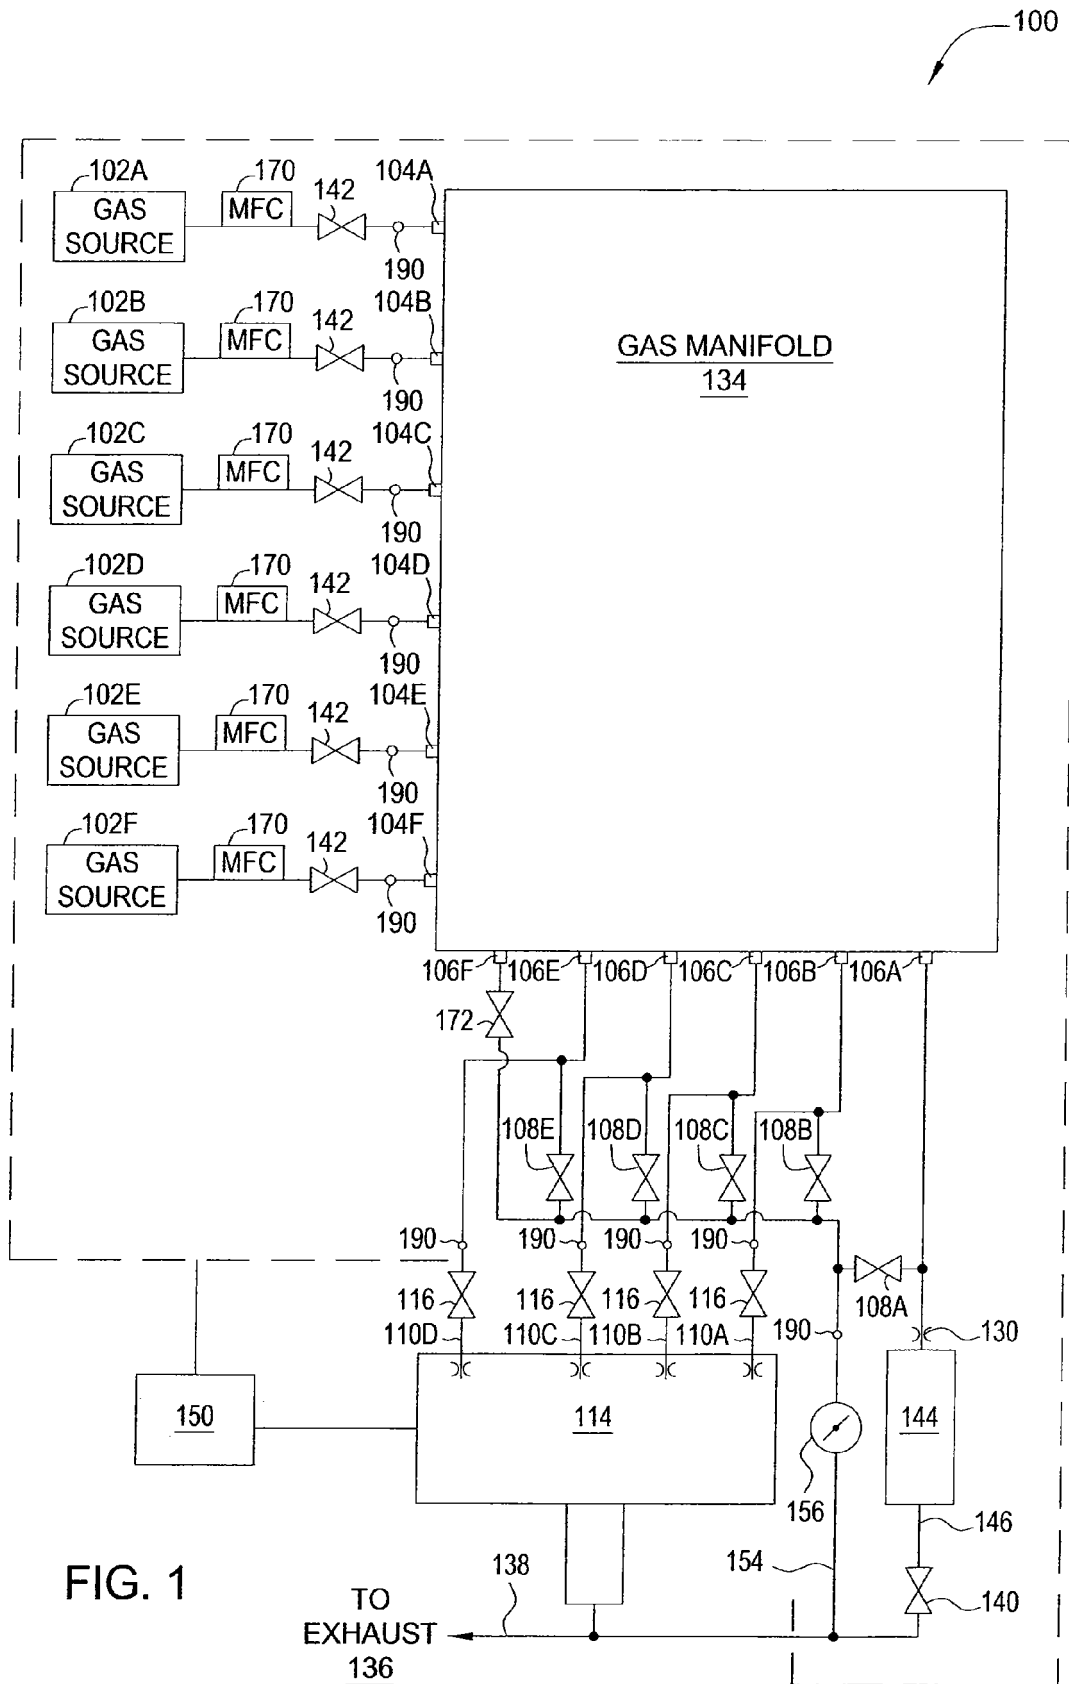 100
102A
170
142
104A
GAS
SOURCE
MFC
190
102B
170
142
104B
GAS
SOURCE
MFC
190
GAS MANIFOLD
134
102C
170
142
104C
GAS
SOURCE
MFC
190
102D
170
142
104D
GAS
SOURCE
MFC
190
102E
170
142
104E
GAS
SOURCE
MFC
190
102F
170
142
104F
GAS
SOURCE
MFC
190
106F
106E
106D
106C
106B
106A
172
108E
108D
108C
108B
190
190
190
190
108A
116
116
116
116
110D
110C
110B
110A
190
130
150
114
144
156
146
154
140
138
FIG. 1
TO
EXHAUST
136